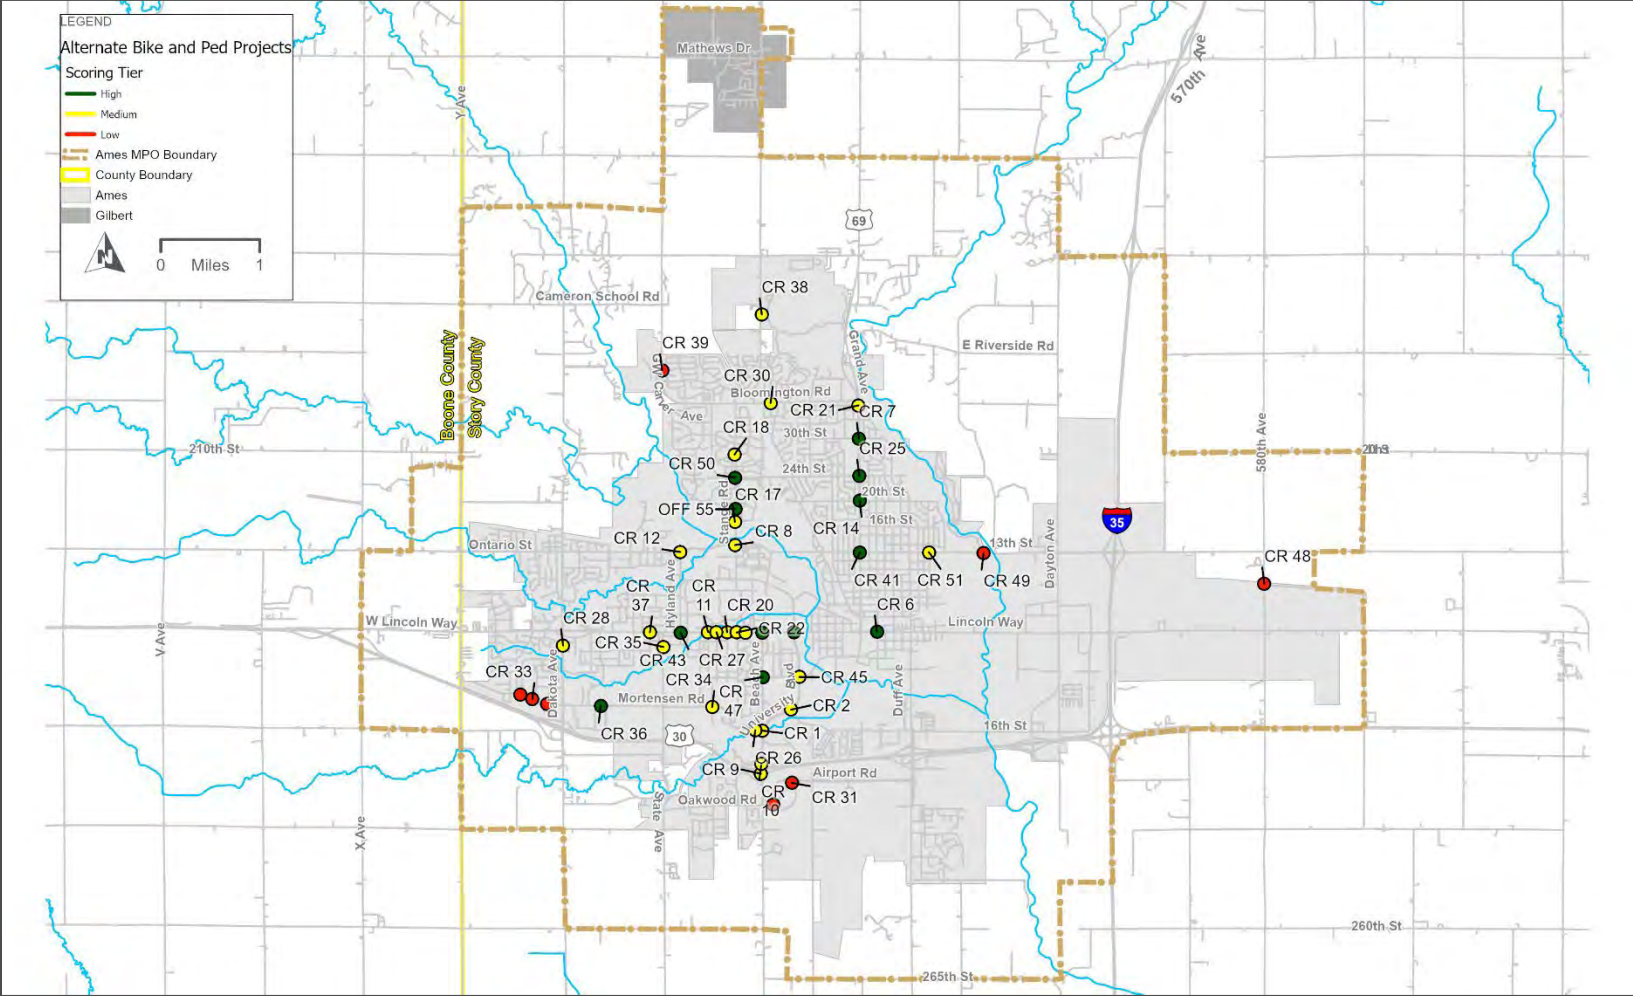 LEGEND
Alternate Bike and Ped Projects
Scoring Tier
High
Medium
Low
Ames MPO Boundary
County Boundary
Ames
Gilbert
N
0 Miles 1
Mathews Dr
570th Ave
Y Ave
69
Cameron School Rd
CR 38
Boone County
Story County
CR 39
GW Carver Ave
Grand Ave
E Riverside Rd
CR 30
Bloomington Rd
CR 21
CR 7
CR 18
30th St
210th St
CR 25
580th Ave
CR 50
24th St
Stange Rd
CR 17
20th St
OFF 55
16th St
35
CR 12
CR 8
CR 14
Ontario St
13th St
Dayton Ave
CR 41
CR 51
CR 49
CR 48
Hyland Ave
CR
37
CR
11
CR 20
CR 6
W Lincoln Way
CR 28
CR 22
Lincoln Way
V Ave
CR 35
CR 43
CR 27
Beach Ave
CR 33
Dakota Ave
CR 34
CR 45
Duff Ave
Mortensen Rd
CR
47
University Blvd
CR 2
CR 36
30
CR 1
16th St
CR 26
CR 9
Airport Rd
Oakwood Rd
CR
10
CR 31
State Ave
X Ave
260th St
265th St